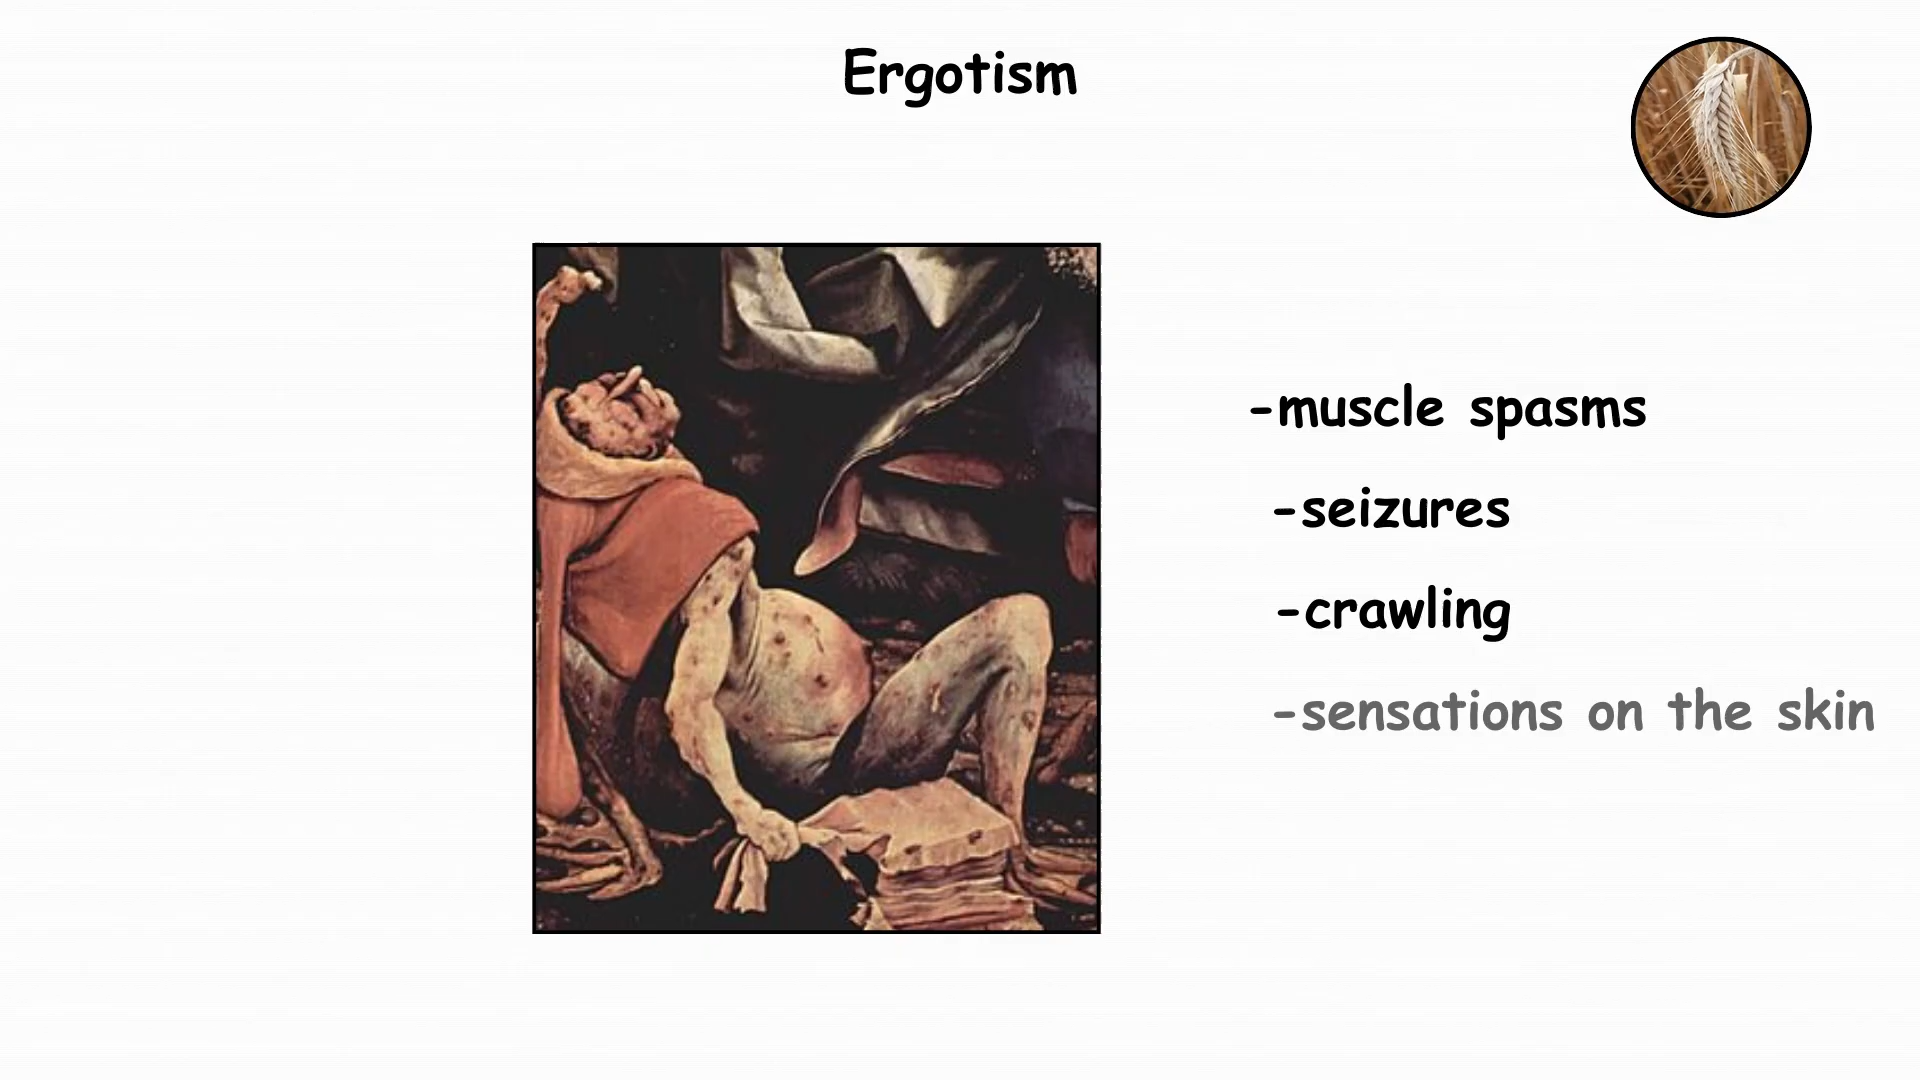 Ergotism
-muscle spasms
-seizures
-crawling
-sensations on the skin